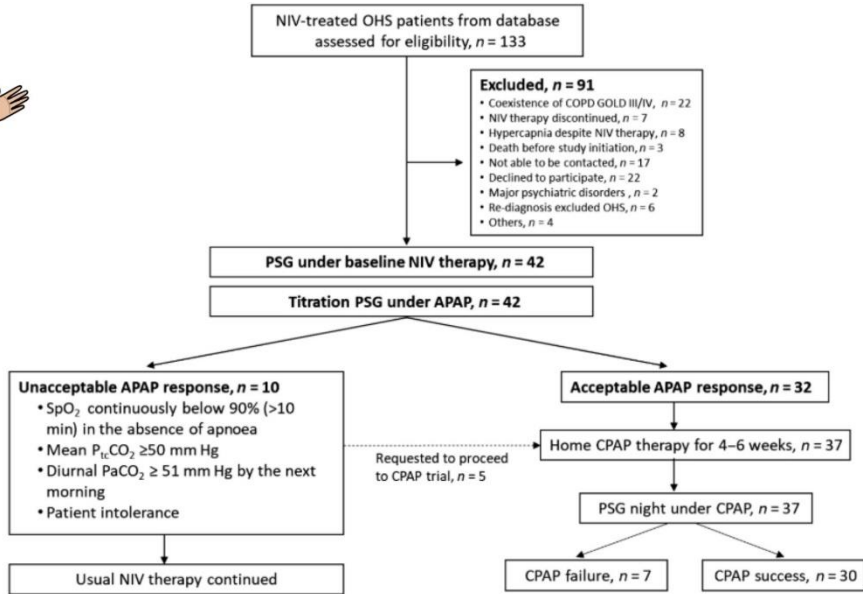 NIV-treated OHS patients from database
assessed for eligibility, n = 133
Excluded, n = 91
• Coexistence of COPD GOLD III/IV, n = 22
• NIV therapy discontinued, n = 7
• Hypercapnia despite NIV therapy, n = 8
• Death before study initiation, n = 3
• Not able to be contacted, n = 17
• Declined to participate, n = 22
• Major psychiatric disorders , n = 2
• Re-diagnosis excluded OHS, n = 6
• Others, n = 4
PSG under baseline NIV therapy, n = 42
Titration PSG under APAP, n = 42
Unacceptable APAP response, n = 10
• SpO₂ continuously below 90% (>10
min) in the absence of apnoea
• Mean PtcCO₂ ≥50 mm Hg
• Diurnal PaCO₂ ≥ 51 mm Hg by the next
morning
• Patient intolerance
Usual NIV therapy continued
Requested to proceed
to CPAP trial, n = 5
Acceptable APAP response, n = 32
Home CPAP therapy for 4–6 weeks, n = 37
PSG night under CPAP, n = 37
CPAP failure, n = 7
CPAP success, n = 30